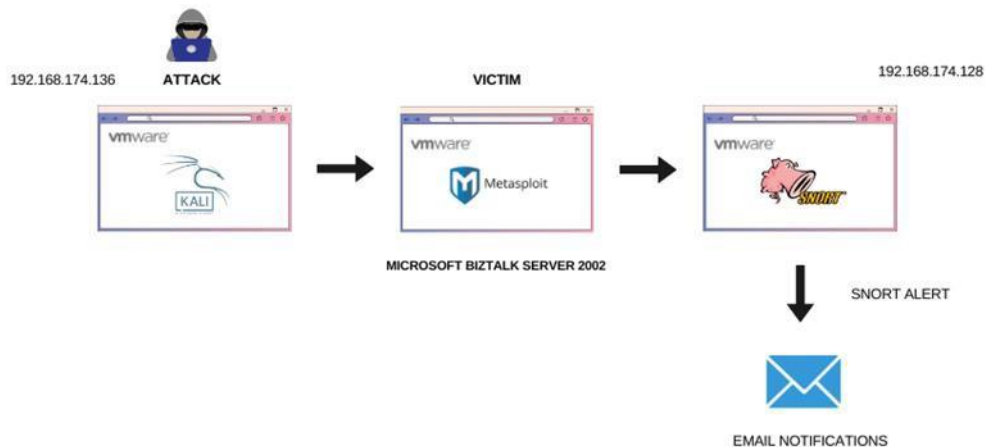 192.168.174.136
ATTACK
VICTIM
192.168.174.128
vmware
KALI
vmware
Metasploit
vmware
SNORT
MICROSOFT BIZTALK SERVER 2002
SNORT ALERT
EMAIL NOTIFICATIONS